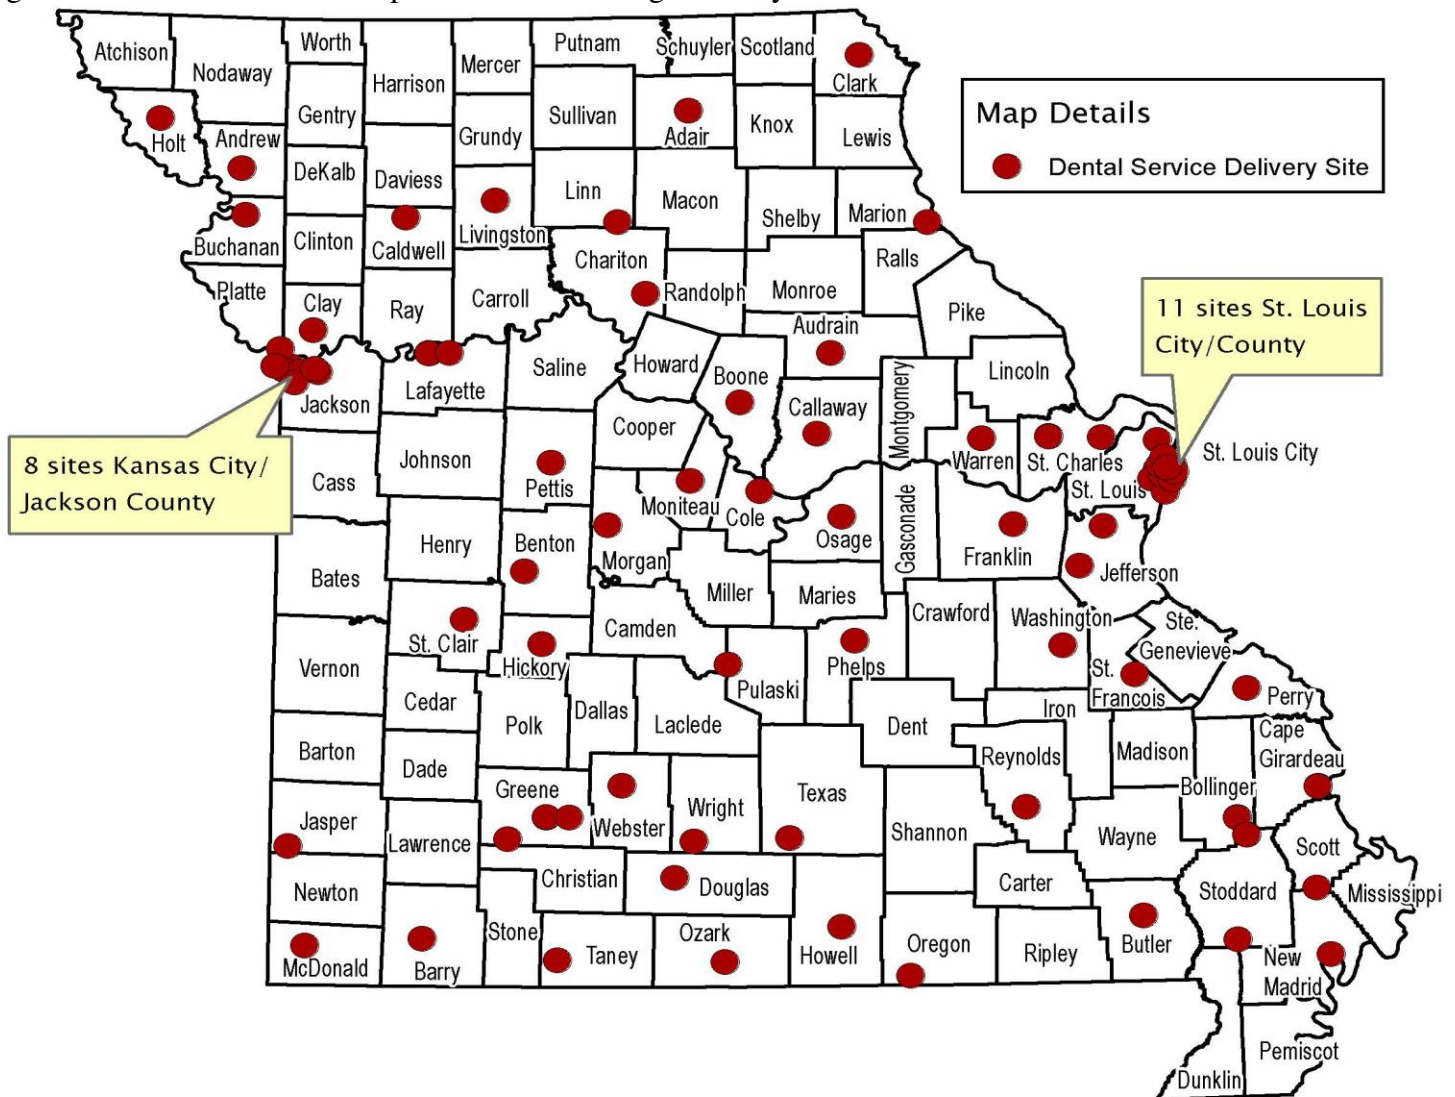 Atchison
Nodaway
Worth
Harrison
Mercer
Putnam
Schuyler
Scotland
Clark
Gentry
Sullivan
Adair
Knox
Lewis
Holt
Andrew
Grundy
DeKalb
Daviess
Linn
Macon
Shelby
Marion
Buchanan
Clinton
Caldwell
Livingston
Chariton
Randolph
Monroe
Ralls
Platte
Clay
Ray
Carroll
Audrain
Pike
Map Details
Dental Service Delivery Site
11 sites St. Louis
City/County
Jackson
Lafayette
Saline
Howard
Boone
Callaway
Montgomery
Lincoln
8 sites Kansas City/
Jackson County
Cass
Johnson
Pettis
Cooper
Moniteau
Cole
Osage
Gasconade
Warren
St. Charles
St. Louis
St. Louis City
Franklin
Jefferson
Bates
Henry
Benton
Morgan
Miller
Maries
Crawford
Washington
Ste.
Genevieve
Vernon
St. Clair
Hickory
Camden
Pulaski
Phelps
St.
Francois
Perry
Cedar
Polk
Dallas
Laclede
Dent
Iron
Madison
Cape
Girardeau
Barton
Dade
Greene
Webster
Wright
Texas
Reynolds
Bollinger
Jasper
Lawrence
Christian
Douglas
Shannon
Carter
Wayne
Scott
Mississippi
Newton
Stoddard
McDonald
Barry
Stone
Taney
Ozark
Howell
Oregon
Ripley
Butler
New
Madrid
Pemiscot
Dunklin